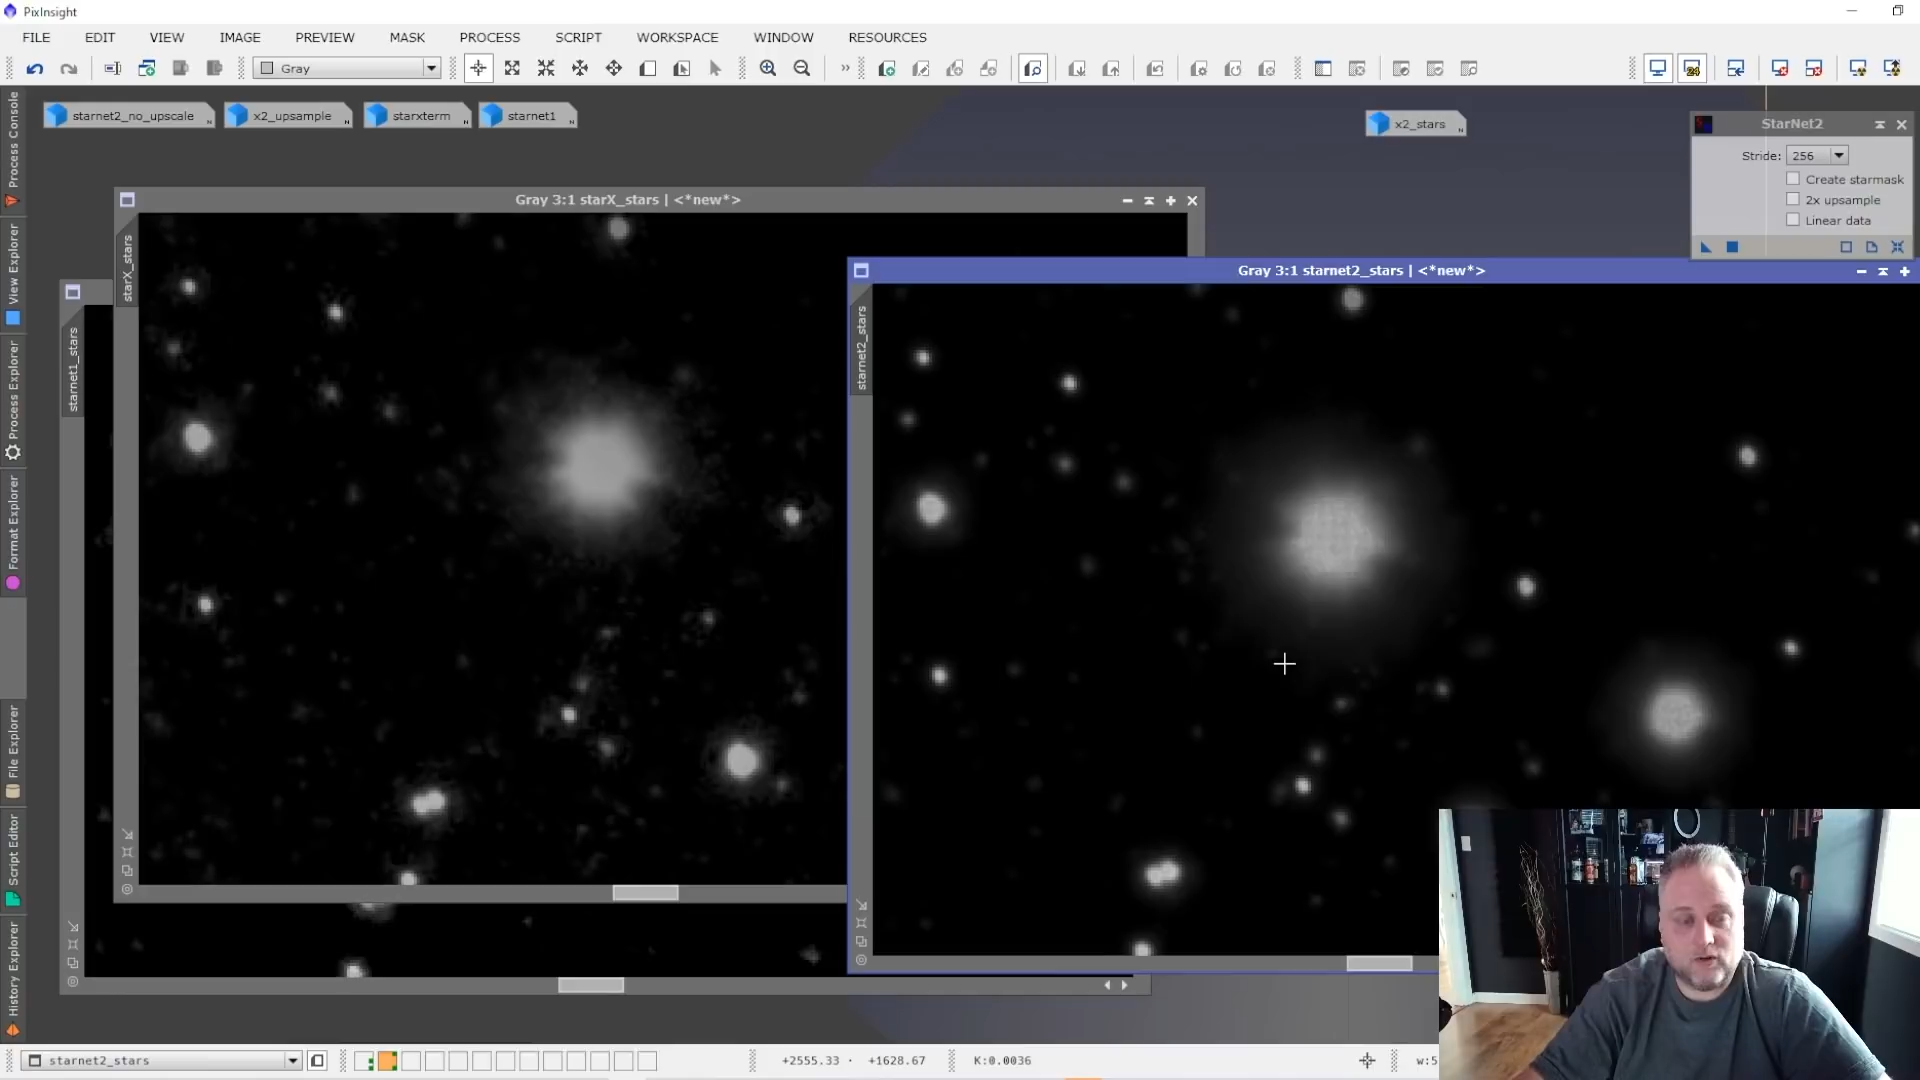 PixInsight
FILE EDIT VIEW IMAGE PREVIEW MASK PROCESS SCRIPT WORKSPACE WINDOW RESOURCES
Gray
24
starnet2_no_upscale
x2_upsample
starxterm
starnet1
x2_stars
StarNet2
Stride: 256
Create starmask
2x upsample
Linear data
Gray 3:1 starX_stars | <*new*>
starX_stars
Gray 3:1 starnet2_stars | <*new*>
starnet2_stars
starnet1_stars
Process Console
View Explorer
Process Explorer
Format Explorer
File Explorer
Script Editor
History Explorer
starnet2_stars
+2555.33 · +1628.67
K:0.0036
w:5